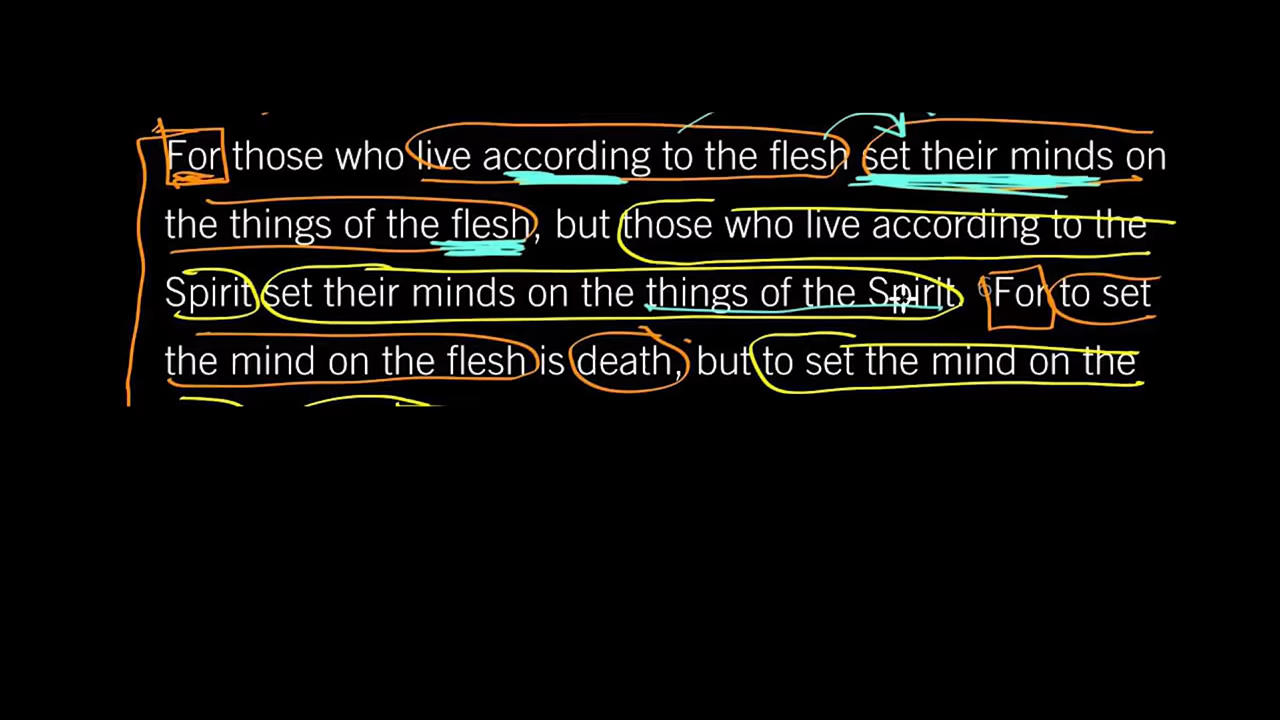 For those who live according to the flesh set their minds on
the things of the flesh, but those who live according to the
Spirit set their minds on the things of the Spirit. 6 For to set
the mind on the flesh is death, but to set the mind on the